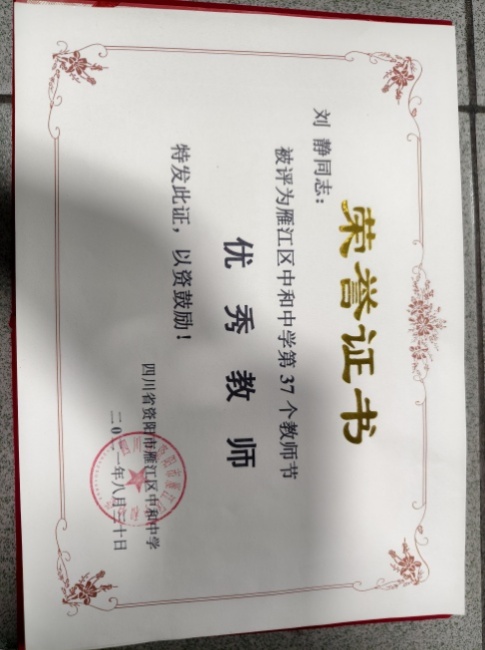 荣誉证书
刘静同志：
被评为雁江区中和中学第37个教师节
优秀教师
特发此证，以资鼓励！
四川省资阳市雁江区中和中学
二〇二一年八月三十日